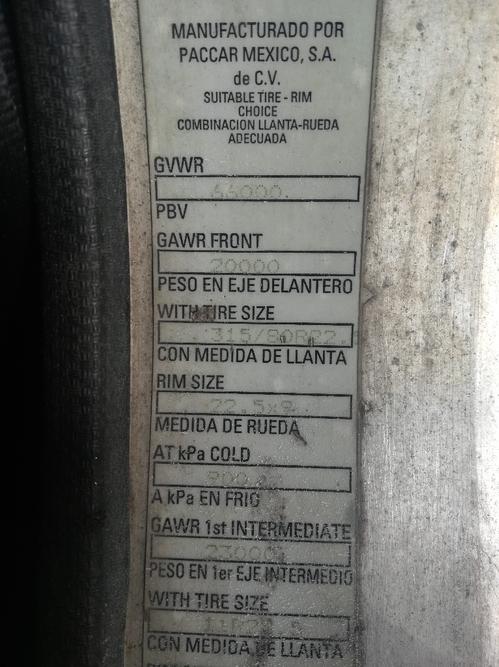 MANUFACTURADO POR
PACCAR MEXICO, S.A.
de C.V.
SUITABLE TIRE - RIM
CHOICE
COMBINACION LLANTA-RUEDA
ADECUADA
GVWR
66000
PBV
GAWR FRONT
20000
PESO EN EJE DELANTERO
WITH TIRE SIZE
315/80R22.
CON MEDIDA DE LLANTA
RIM SIZE
22.5x9
MEDIDA DE RUEDA
AT kPa COLD
900
A kPa EN FRIO
GAWR 1st INTERMEDIATE
23000
PESO EN 1er EJE INTERMEDIO
WITH TIRE SIZE
11R22.5
CON MEDIDA DE LLANTA